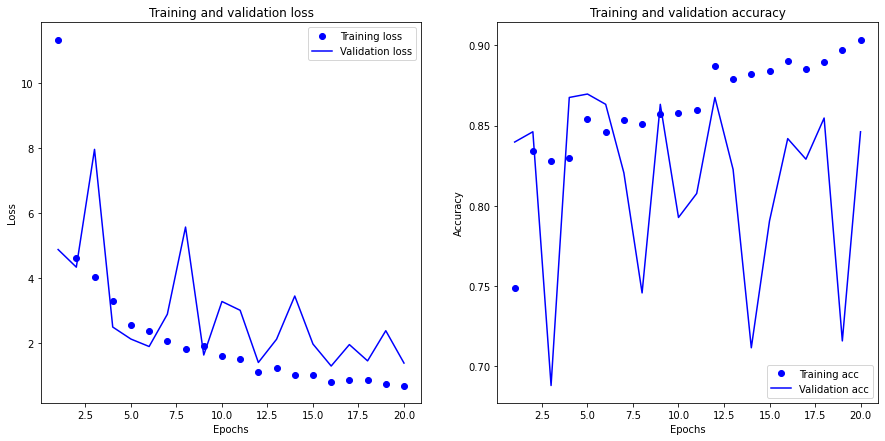 Training and validation loss
Training loss
Validation loss
10
8
6
4
2
Loss
2.5
5.0
7.5
10.0
12.5
15.0
17.5
20.0
Epochs
Training and validation accuracy
0.90
0.85
0.80
0.75
0.70
Accuracy
Training acc
Validation acc
2.5
5.0
7.5
10.0
12.5
15.0
17.5
20.0
Epochs